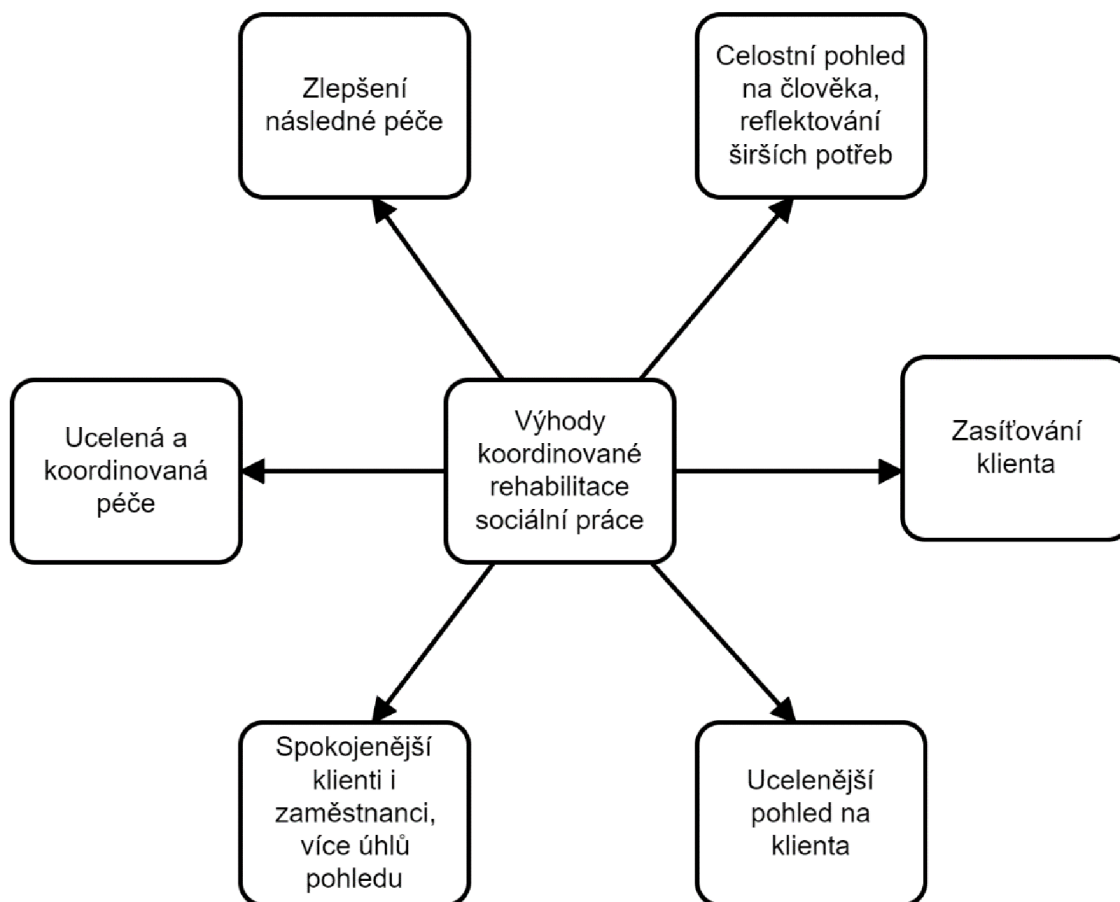 Zlepšení
následné péče
Celostní pohled
na člověka,
reflektování
širších potřeb
Ucelená a
koordinovaná
péče
Výhody
koordinované
rehabilitace
sociální práce
Zasíťování
klienta
Spokojenější
klienti i
zaměstnanci,
více úhlů
pohledu
Ucelenější
pohled na
klienta